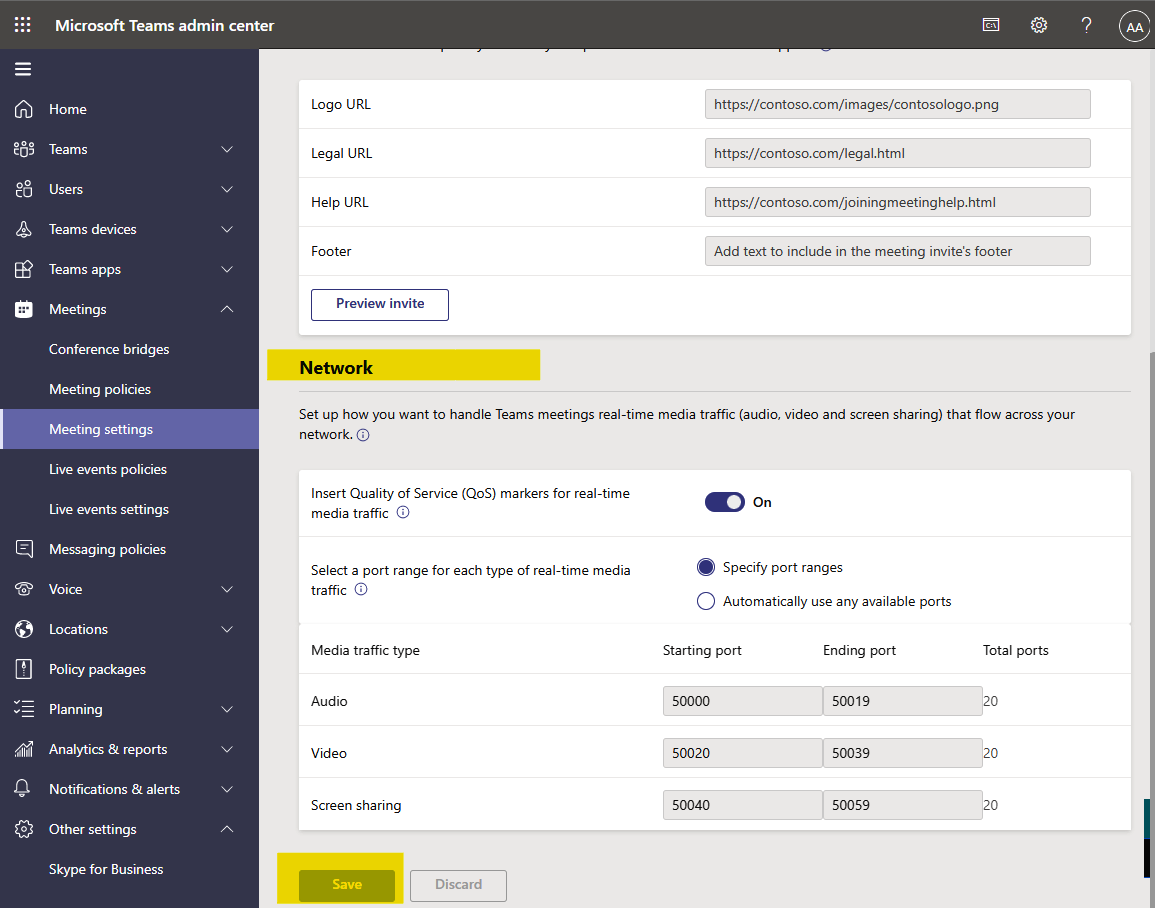 Microsoft Teams admin center
AA
Home
Teams
Users
Teams devices
Teams apps
Meetings
Conference bridges
Meeting policies
Meeting settings
Live events policies
Live events settings
Messaging policies
Voice
Locations
Policy packages
Planning
Analytics & reports
Notifications & alerts
Other settings
Skype for Business
Logo URL https://contoso.com/images/contosologo.png
Legal URL https://contoso.com/legal.html
Help URL https://contoso.com/joiningmeetinghelp.html
Footer Add text to include in the meeting invite's footer
Preview invite
Network
Set up how you want to handle Teams meetings real-time media traffic (audio, video and screen sharing) that flow across your
network.
Insert Quality of Service (QoS) markers for real-time
media traffic
On
Select a port range for each type of real-time media
traffic
Specify port ranges
Automatically use any available ports
Media traffic type Starting port Ending port Total ports
Audio 50000 50019 20
Video 50020 50039 20
Screen sharing 50040 50059 20
Save Discard